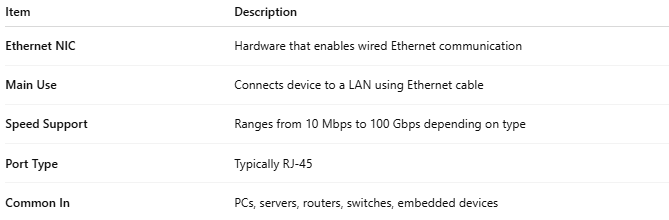 Item Description
Ethernet NIC Hardware that enables wired Ethernet communication
Main Use Connects device to a LAN using Ethernet cable
Speed Support Ranges from 10 Mbps to 100 Gbps depending on type
Port Type Typically RJ-45
Common In PCs, servers, routers, switches, embedded devices